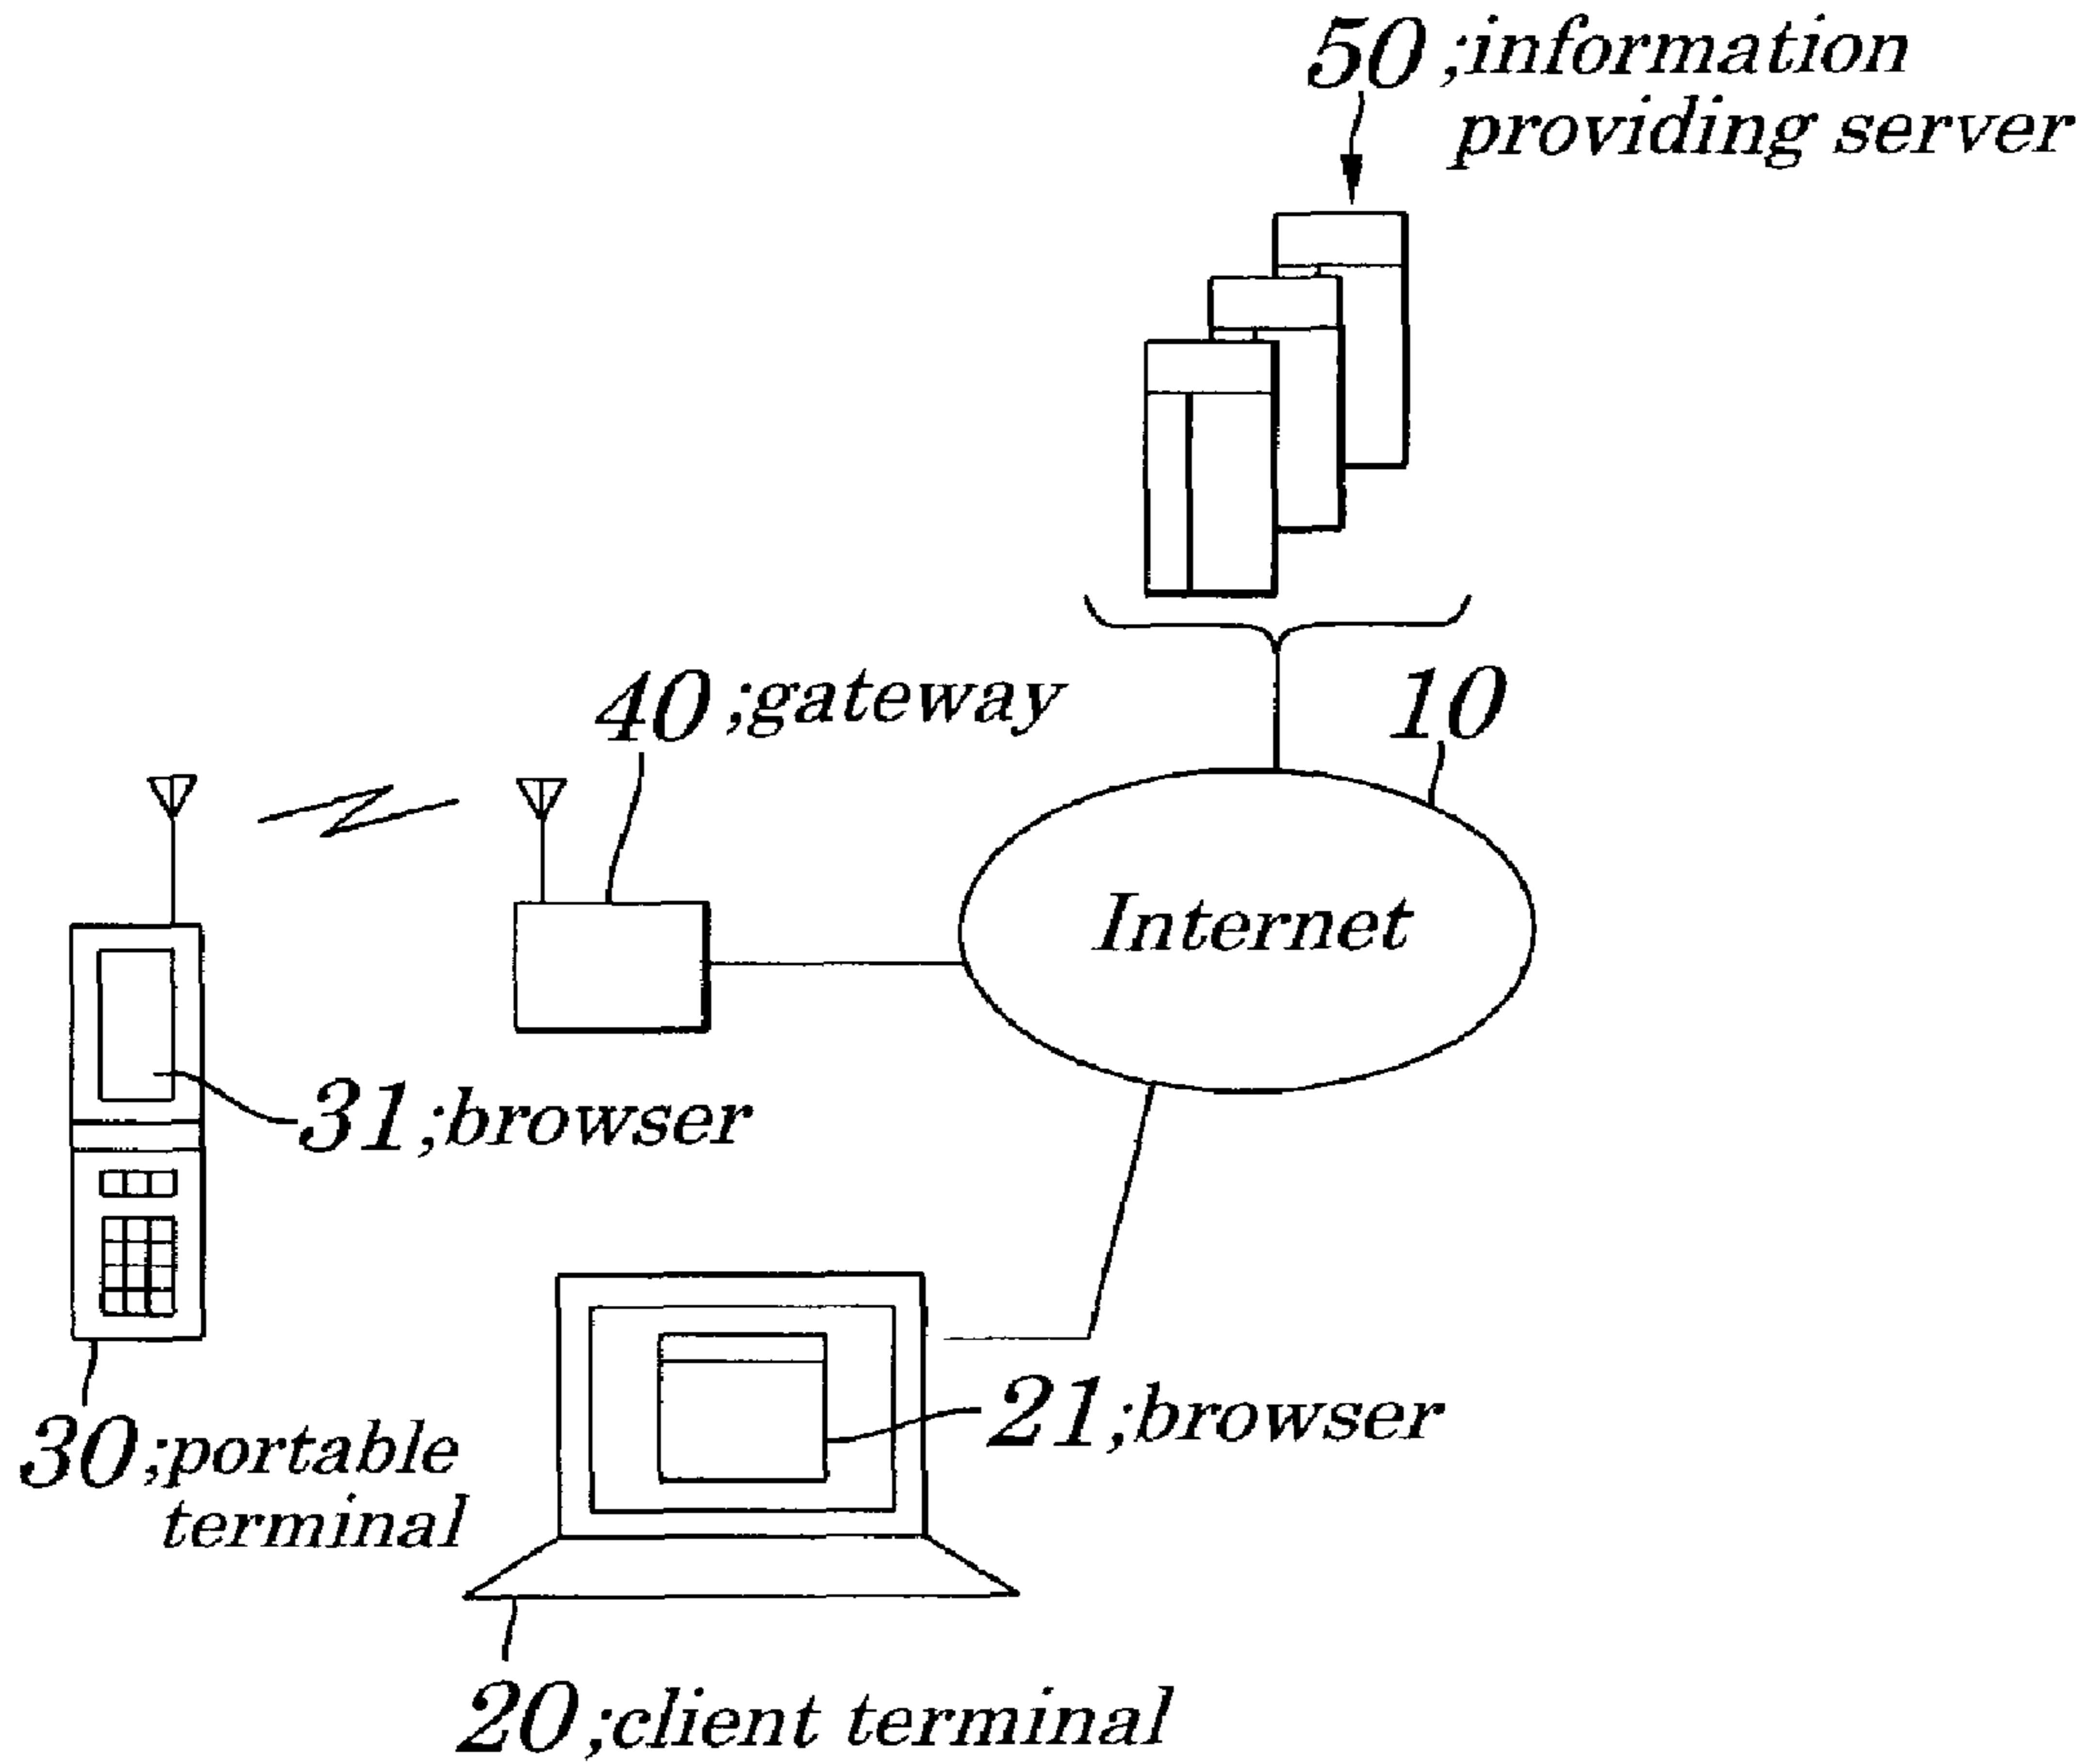 50 ;information
providing server
40 ;gateway
10
Internet
31 ;browser
21 ;browser
30 ;portable
terminal
20 ;client terminal